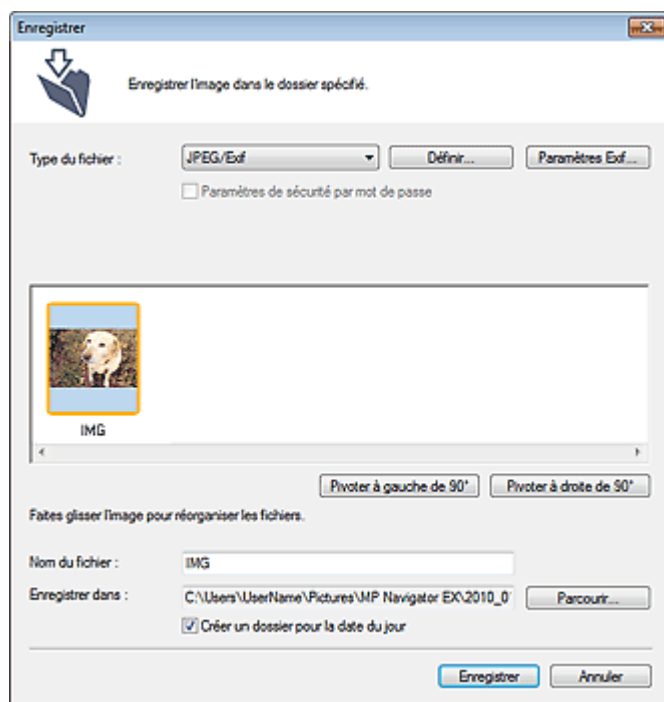 Enregistrer
Enregistrer l'image dans le dossier spécifié.
Type du fichier :
JPEG/Exif
Définir...
Paramètres Exif...
Paramètres de sécurité par mot de passe
IMG
Pivoter à gauche de 90°
Pivoter à droite de 90°
Faites glisser l'image pour réorganiser les fichiers.
Nom du fichier :
IMG
Enregistrer dans :
C:\Users\UserName\Pictures\MP Navigator EX\2010_0
Parcourir...
Créer un dossier pour la date du jour
Enregistrer
Annuler